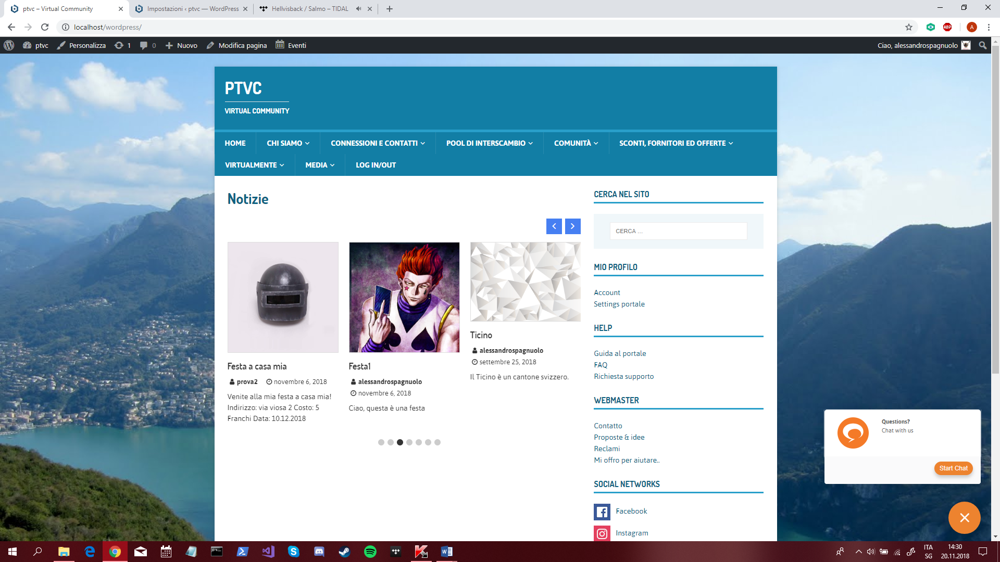 ptvc – Virtual Community
Impostazioni ‹ ptvc — WordPress
Hellvisback / Salmo – TIDAL
localhost/wordpress/
ABP
A
ptvc
Personalizza
1
0
Nuovo
Modifica pagina
Eventi
Ciao, alessandrospagnuolo
PTVC
VIRTUAL COMMUNITY
HOME
CHI SIAMO
CONNESSIONI E CONTATTI
POOL DI INTERSCAMBIO
COMUNITÀ
SCONTI, FORNITORI ED OFFERTE
VIRTUALMENTE
MEDIA
LOG IN/OUT
Notizie
Festa a casa mia
prova2 novembre 6, 2018
Venite alla mia festa a casa mia!
Indirizzo: via viosa 2 Costo: 5
Franchi Data: 10.12.2018
Festa1
alessandrospagnuolo
novembre 6, 2018
Ciao, questa è una festa
Ticino
alessandrospagnuolo
settembre 25, 2018
Il Ticino è un cantone svizzero.
CERCA NEL SITO
CERCA ...
MIO PROFILO
Account
Settings portale
HELP
Guida al portale
FAQ
Richiesta supporto
WEBMASTER
Contatto
Proposte & idee
Reclami
Mi offro per aiutare..
SOCIAL NETWORKS
Facebook
Instagram
Questions?
Chat with us
Start Chat
ITA
SG
14:30
20.11.2018